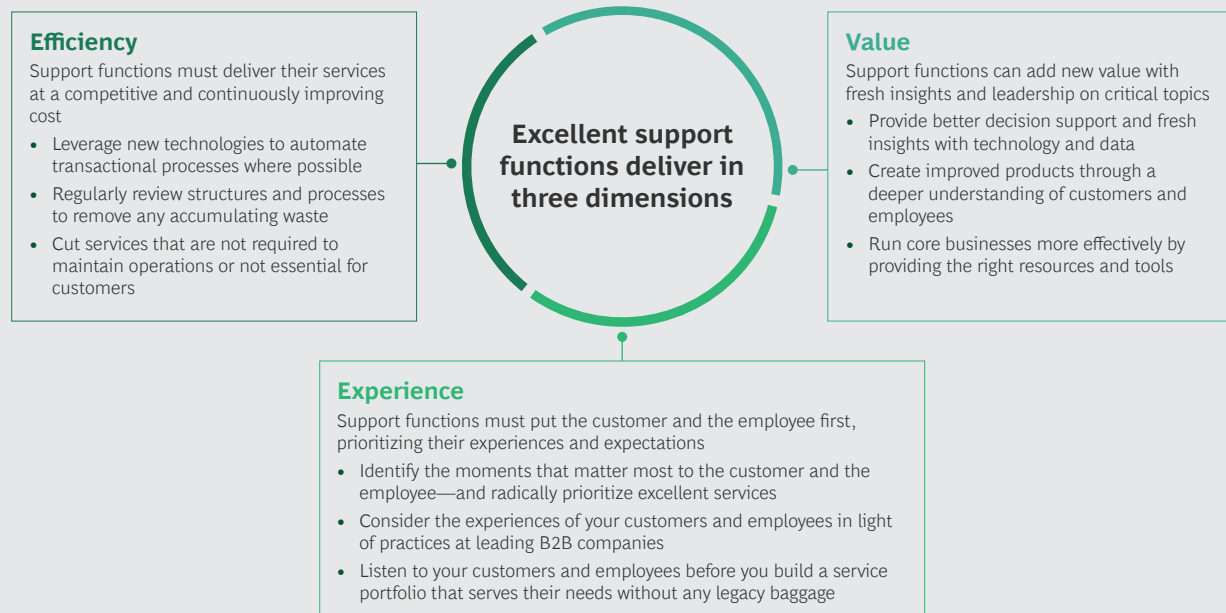 Efficiency
Support functions must deliver their services
at a competitive and continuously improving
cost
• Leverage new technologies to automate
transactional processes where possible
• Regularly review structures and processes
to remove any accumulating waste
• Cut services that are not required to
maintain operations or not essential for
customers
Excellent support
functions deliver in
three dimensions
Value
Support functions can add new value with
fresh insights and leadership on critical topics
• Provide better decision support and fresh
insights with technology and data
• Create improved products through a
deeper understanding of customers and
employees
• Run core businesses more effectively by
providing the right resources and tools
Experience
Support functions must put the customer and the employee first,
prioritizing their experiences and expectations
• Identify the moments that matter most to the customer and the
employee—and radically prioritize excellent services
• Consider the experiences of your customers and employees in light
of practices at leading B2B companies
• Listen to your customers and employees before you build a service
portfolio that serves their needs without any legacy baggage